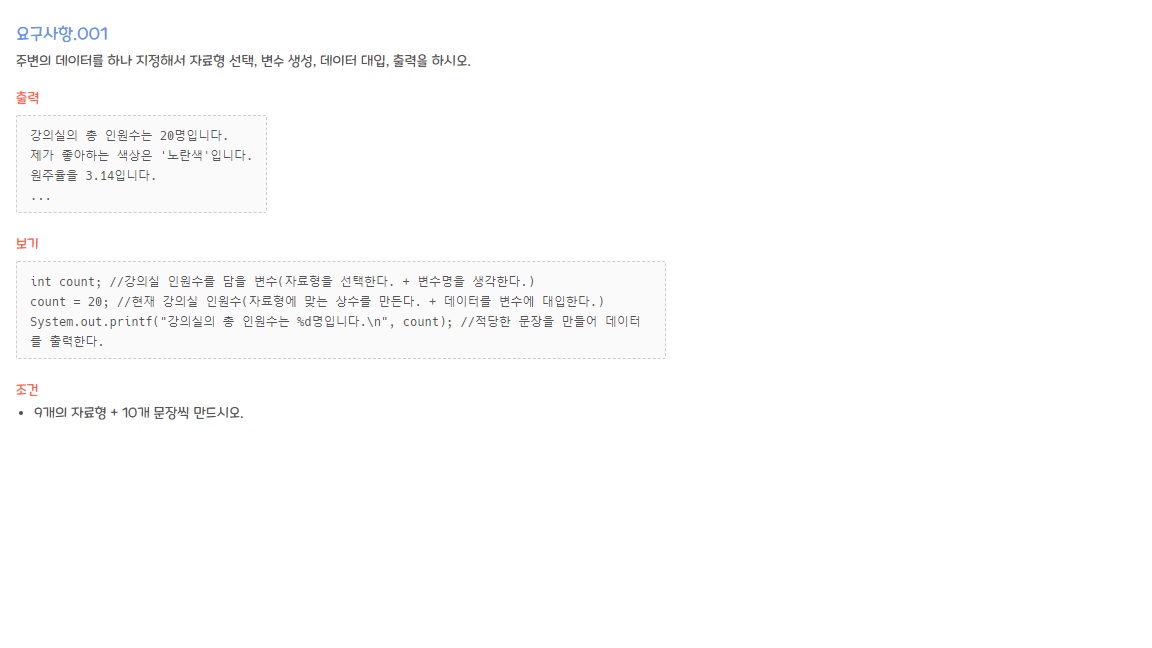 요구사항.001
주변의 데이터를 하나 지정해서 자료형 선택, 변수 생성, 데이터 대입, 출력을 하시오.
출력
강의실의 총 인원수는 20명입니다.
제가 좋아하는 색상은 '노란색'입니다.
원주율을 3.14입니다.
...
보기
int count; //강의실 인원수를 담을 변수(자료형을 선택한다. + 변수명을 생각한다.)
count = 20; //현재 강의실 인원수(자료형에 맞는 상수를 만든다. + 데이터를 변수에 대입한다.)
System.out.printf("강의실의 총 인원수는 %d명입니다.\n", count); //적당한 문장을 만들어 데이터
를 출력한다.
조건
• 9개의 자료형 + 10개 문장씩 만드시오.